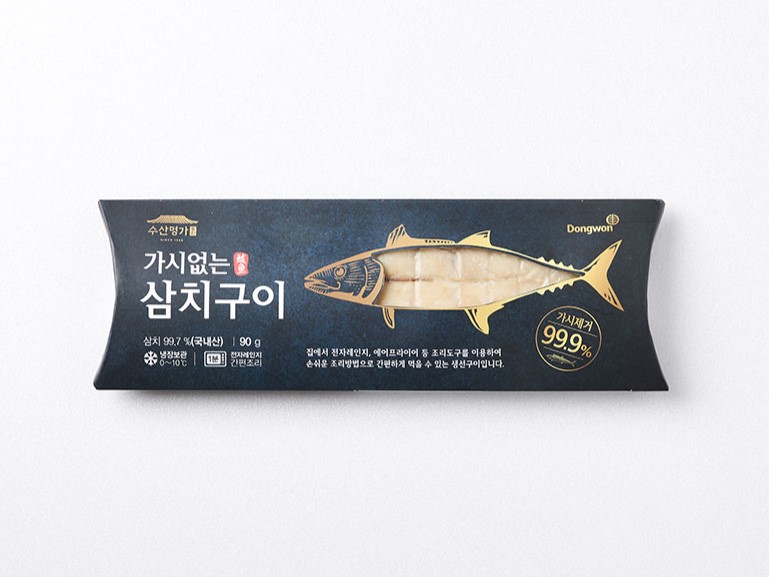 수산명가
SINCE 1969
Dongwon
가시없는
삼치구이
삼치 99.7 %(국내산) | 90 g
냉장보관
0~10℃
1분
전자레인지
간편조리
집에서 전자레인지, 에어프라이어 등 조리도구를 이용하여
손쉬운 조리방법으로 간편하게 먹을 수 있는 생선구이입니다.
가시제거
99.9%